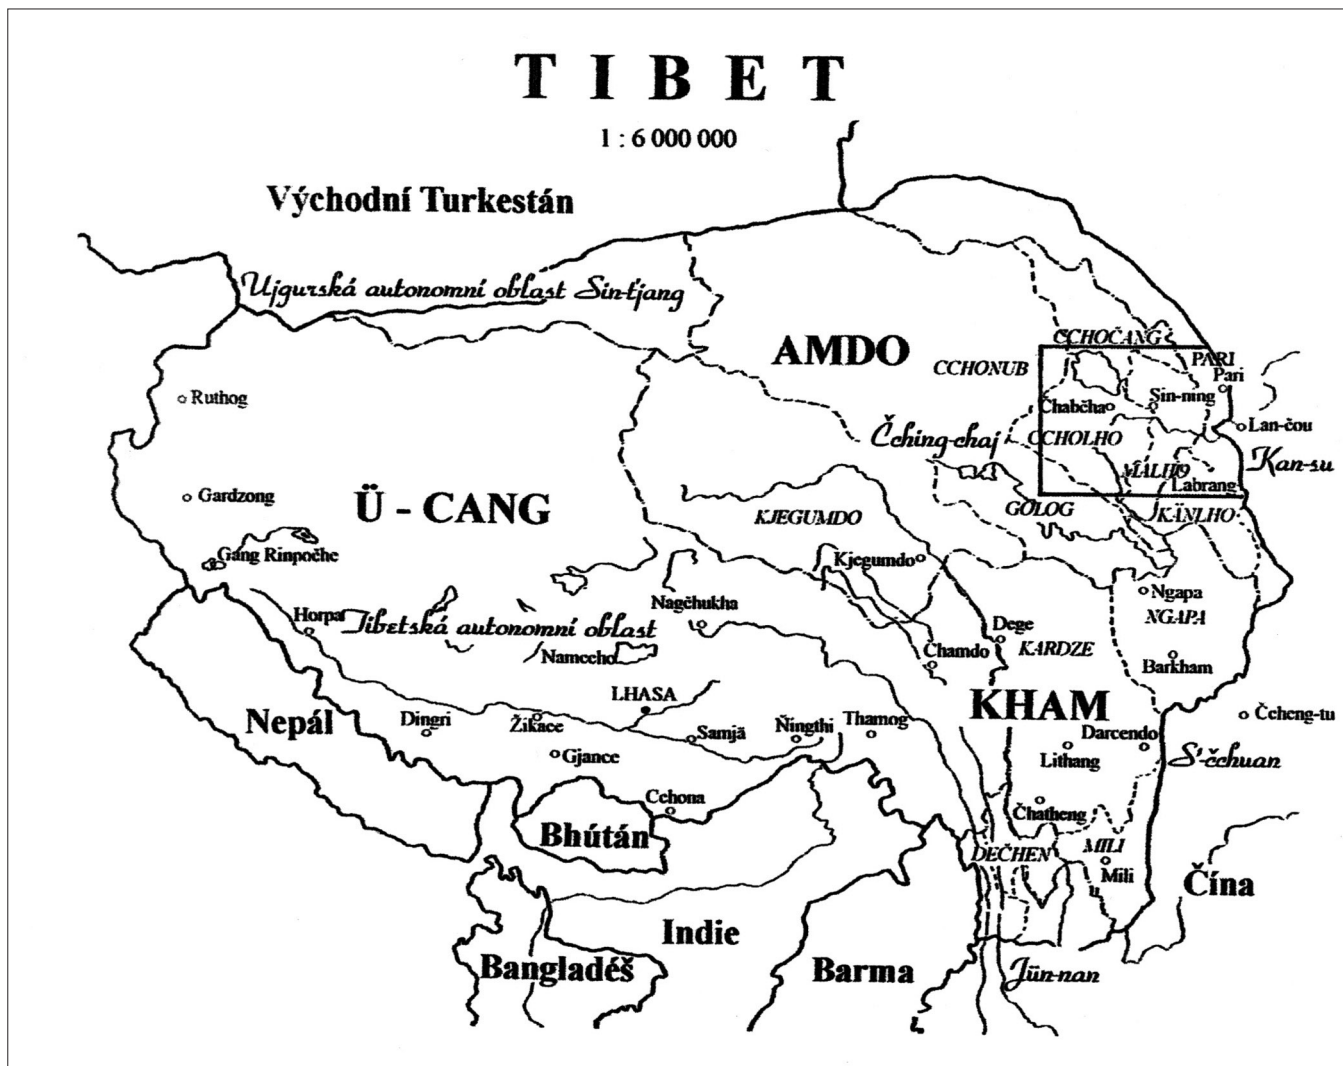 TIBET
1 : 6 000 000
Východní Turkestán
Ujgurská autonomní oblast Sin-ťjang
AMDO
CCHOČANG
CCHONUB
PARI
Pari
Ruthog
Čhabčha
Sin-ning
Lan-čou
Čching-chaj
CCHOLHO
Kan-su
MALHO
Labrang
Gardzong
Ü - CANG
KJEGUMDO
GOLOG
KÄNLHO
Gang Rinpočhe
Kjegumdo
Ngapa
Nagčhukha
NGAPA
Horpa
Tibetská autonomní oblast
Dege
KARDZE
Namccho
Čhamdo
Barkham
LHASA
KHAM
Nepál
Dingri
Žikace
Samjä
Ňingthi
Thamog
Darcendo
Čcheng-tu
Gjance
Lithang
S'-čchuan
Cchona
Čhatheng
Bhútán
DEČHEN
MILI
Mili
Čína
Indie
Bangladéš
Barma
Jün-nan